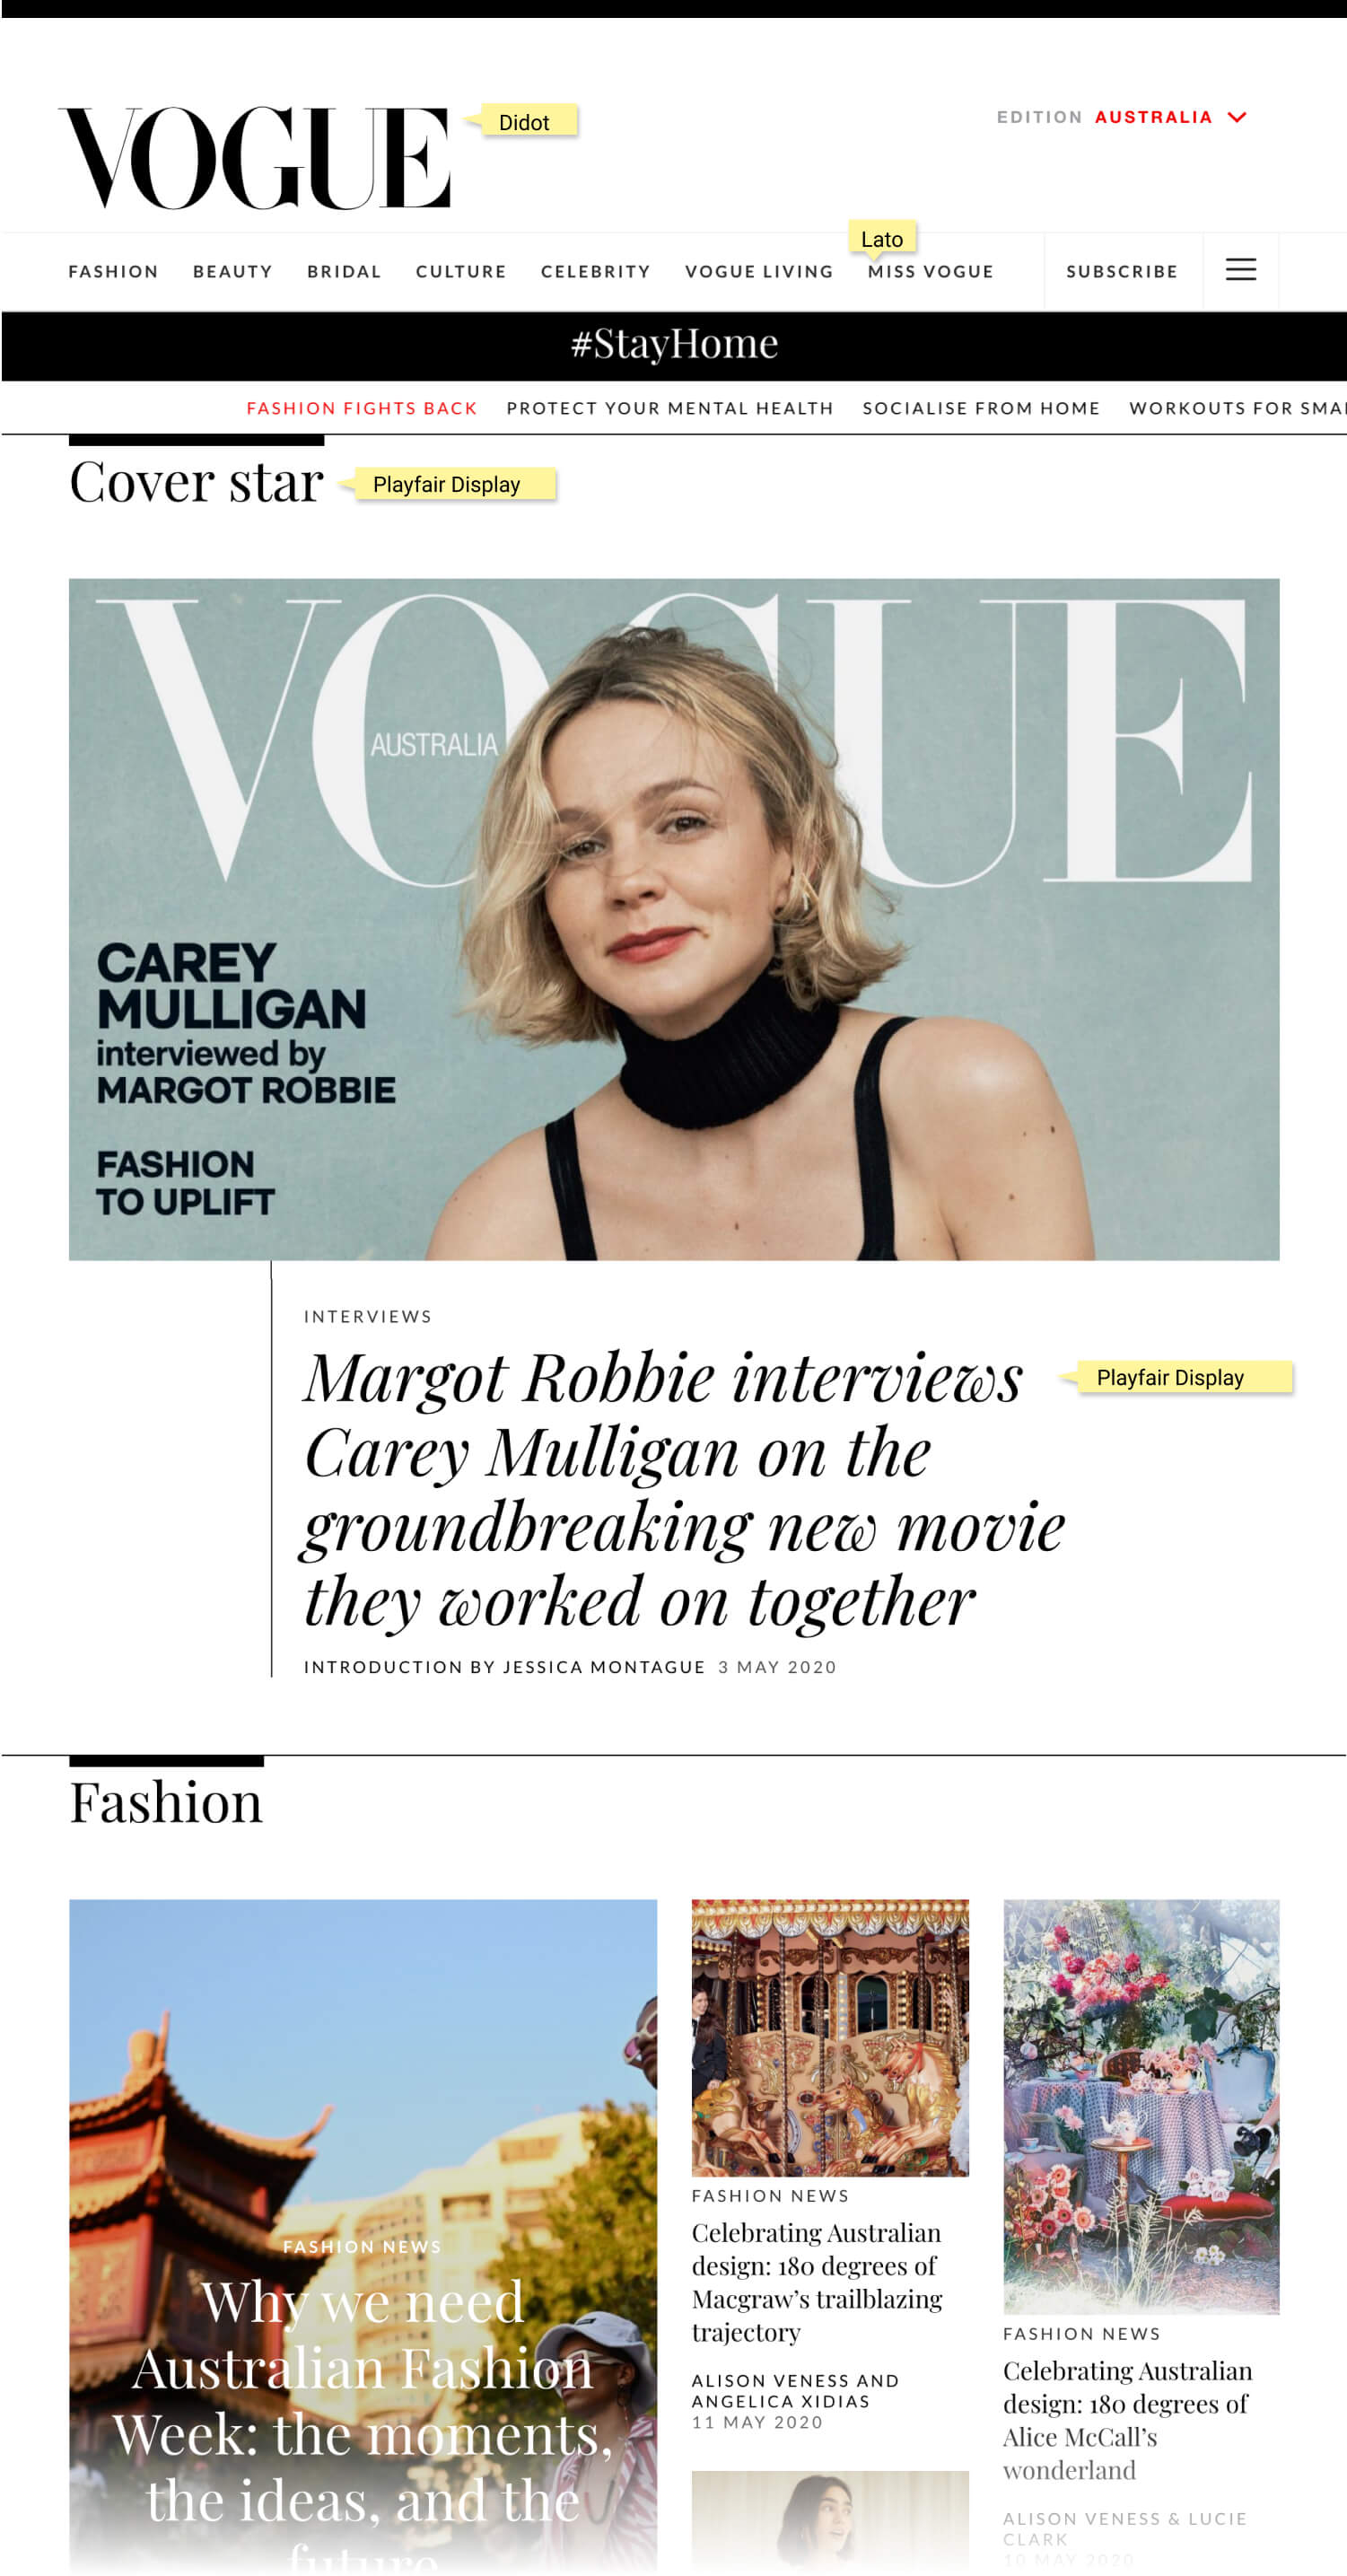 VOGUE
Didot
EDITION AUSTRALIA
Lato
FASHION BEAUTY BRIDAL CULTURE CELEBRITY VOGUE LIVING MISS VOGUE SUBSCRIBE
#StayHome
FASHION FIGHTS BACK PROTECT YOUR MENTAL HEALTH SOCIALISE FROM HOME WORKOUTS FOR SMA
Cover star
Playfair Display
VOGUE
AUSTRALIA
CAREY
MULLIGAN
interviewed by
MARGOT ROBBIE
FASHION
TO UPLIFT
INTERVIEWS
Margot Robbie interviews
Playfair Display
Carey Mulligan on the
groundbreaking new movie
they worked on together
INTRODUCTION BY JESSICA MONTAGUE 3 MAY 2020
Fashion
FASHION NEWS
Why we need
Australian Fashion
Week: the moments,
the ideas, and the
future
FASHION NEWS
Celebrating Australian
design: 180 degrees of
Macgraw’s trailblazing
trajectory
ALISON VENESS AND
ANGELICA XIDIAS
11 MAY 2020
FASHION NEWS
Celebrating Australian
design: 180 degrees of
Alice McCall’s
wonderland
ALISON VENESS & LUCIE
CLARK
10 MAY 2020